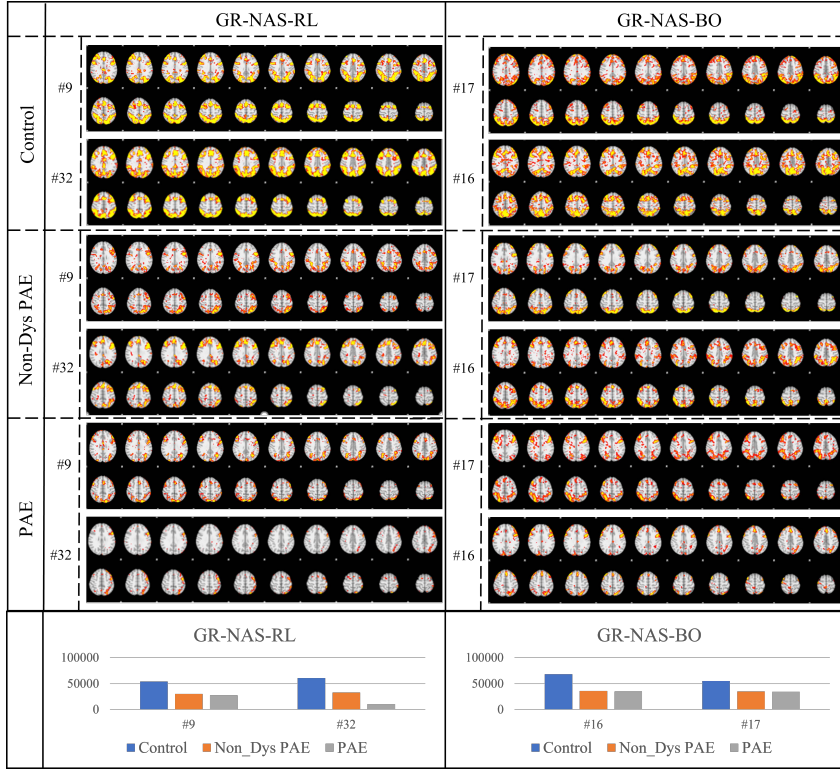 GR-NAS-RL GR-NAS-BO
Control
#9
#32
#17
#16
Non-Dys PAE
#9
#32
#17
#16
PAE
#9
#32
#17
#16
GR-NAS-RL
100000
50000
0
#9 #32
Control Non_Dys PAE PAE
GR-NAS-BO
100000
50000
0
#16 #17
Control Non_Dys PAE PAE